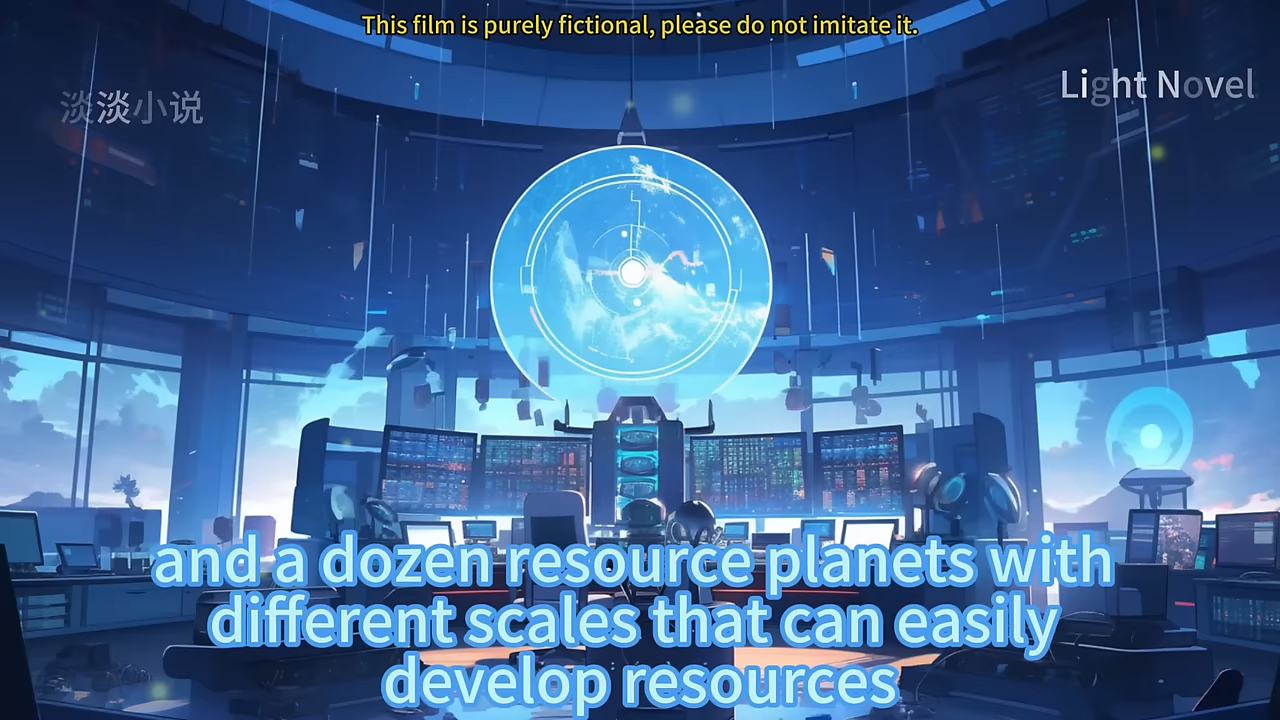 This film is purely fictional, please do not imitate it.
淡淡小说
Light Novel
and a dozen resource planets with
different scales that can easily
develop resources